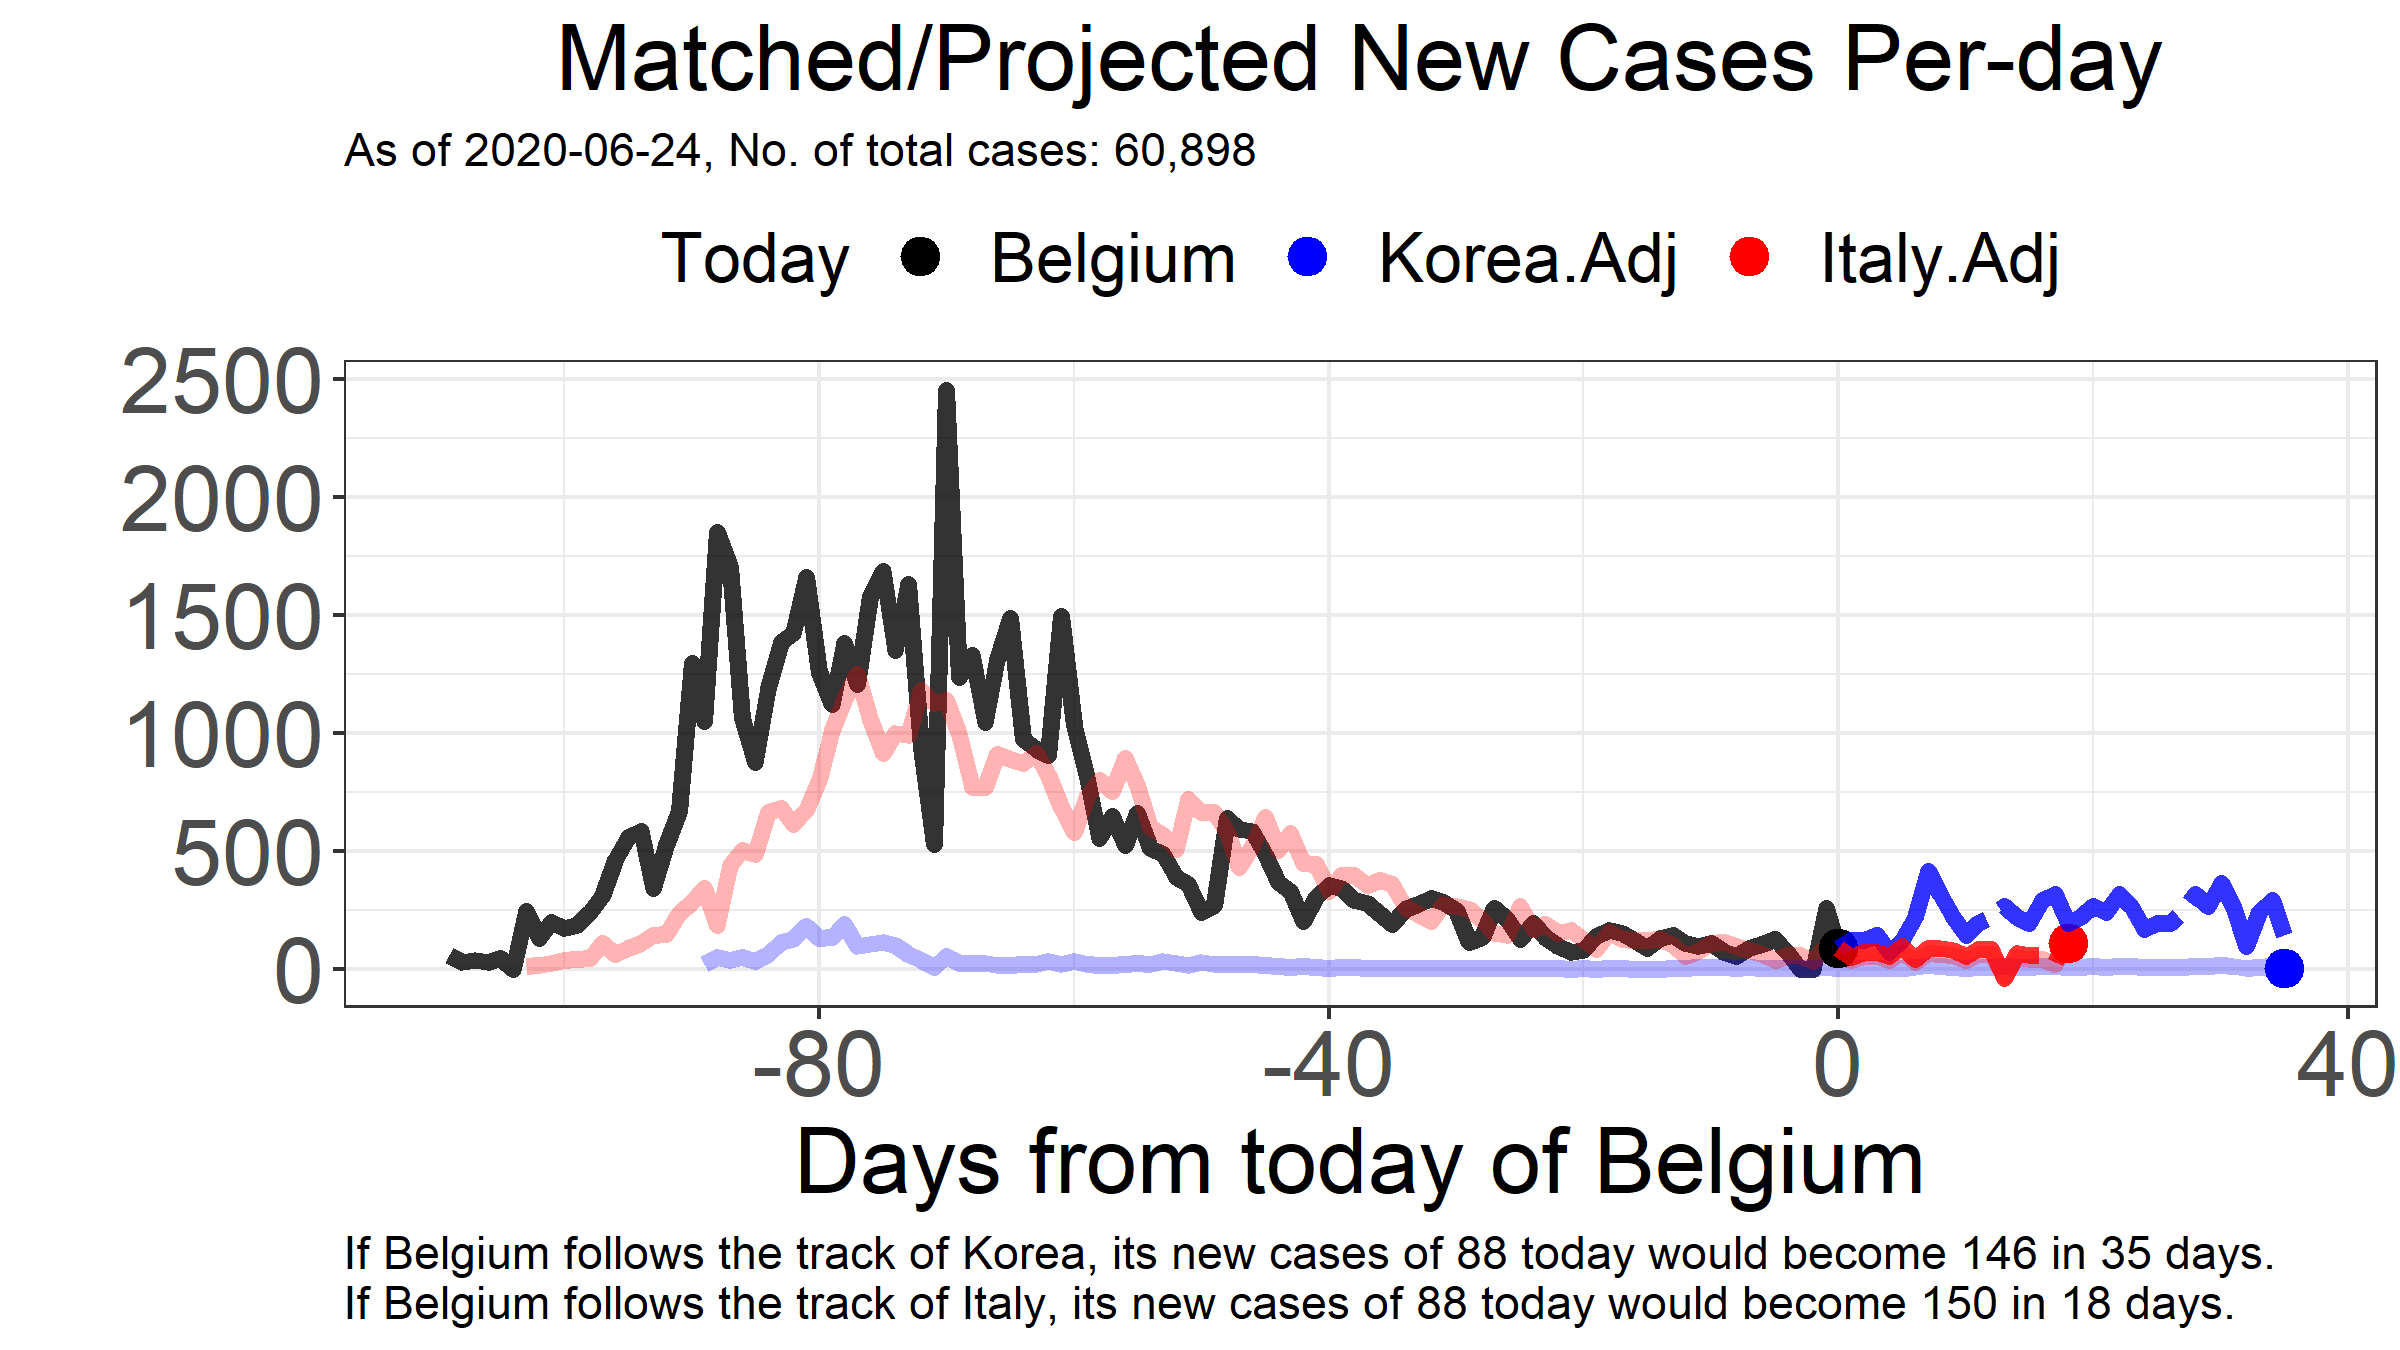 Matched/Projected New Cases Per-day
As of 2020-06-24, No. of total cases: 60,898
Today Belgium Korea.Adj Italy.Adj
2500
2000
1500
1000
500
0
-80 -40 0 40
Days from today of Belgium
If Belgium follows the track of Korea, its new cases of 88 today would become 146 in 35 days.
If Belgium follows the track of Italy, its new cases of 88 today would become 150 in 18 days.